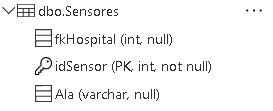 dbo.Sensores
fkHospital (int, null)
idSensor (PK, int, not null)
Ala (varchar, null)